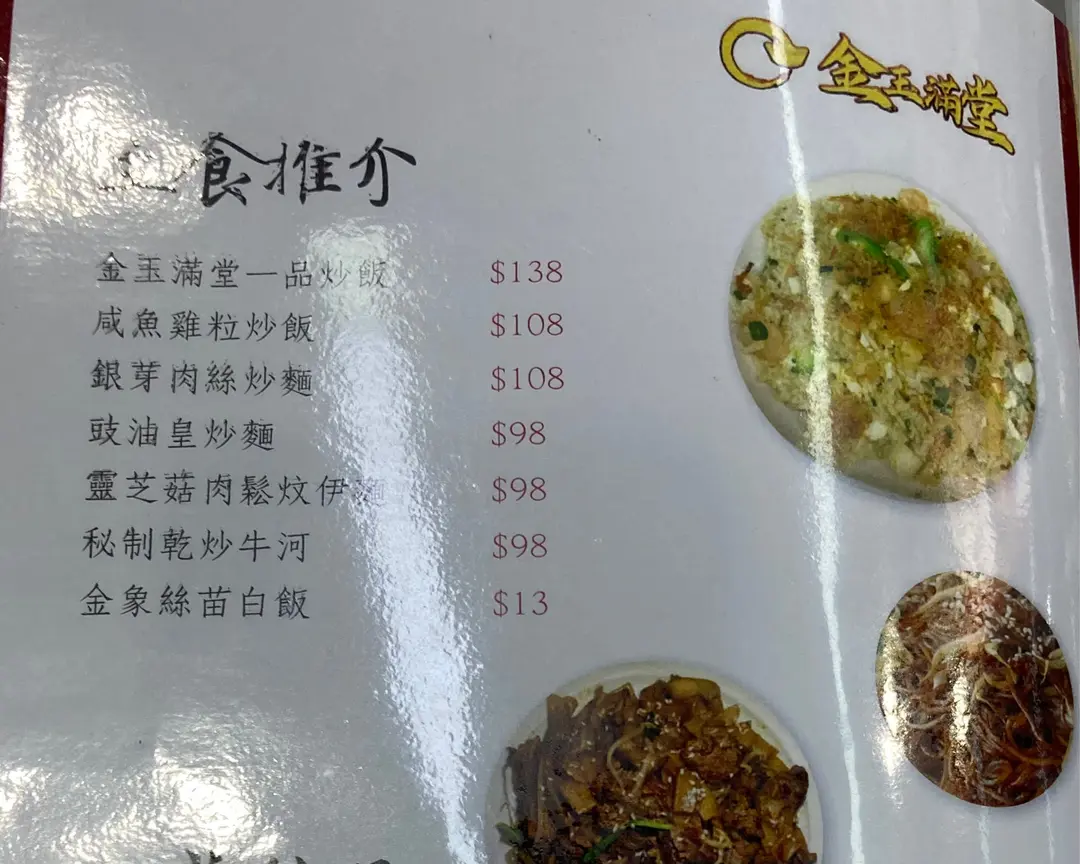 金玉滿堂
主食推介
金玉滿堂一品炒飯 $138
咸魚雞粒炒飯 $108
銀芽肉絲炒麵 $108
豉油皇炒麵 $98
靈芝菇肉鬆炆伊麵 $98
秘制乾炒牛河 $98
金象絲苗白飯 $13